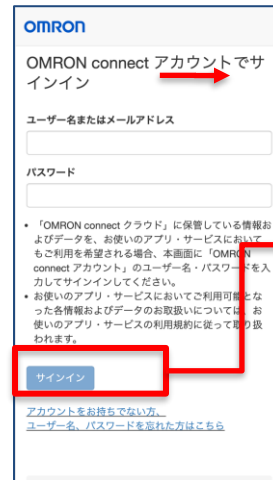 OMRON
OMRON connect アカウントでサ
インイン
ユーザー名またはメールアドレス
パスワード
• 「OMRON connect クラウド」に保管している情報お
よびデータを、お使いのアプリ・サービスにおいて
もご利用を希望される場合、本画面に「OMRON
connect アカウント」のユーザー名・パスワードを入
力してサインインしてください。
• お使いのアプリ・サービスにおいてご利用可能とな
った各情報およびデータのお取扱いについては、お
使いのアプリ・サービスの利用規約に従って取り扱
われます。
サインイン
アカウントをお持ちでない方、
ユーザー名、パスワードを忘れた方はこちら